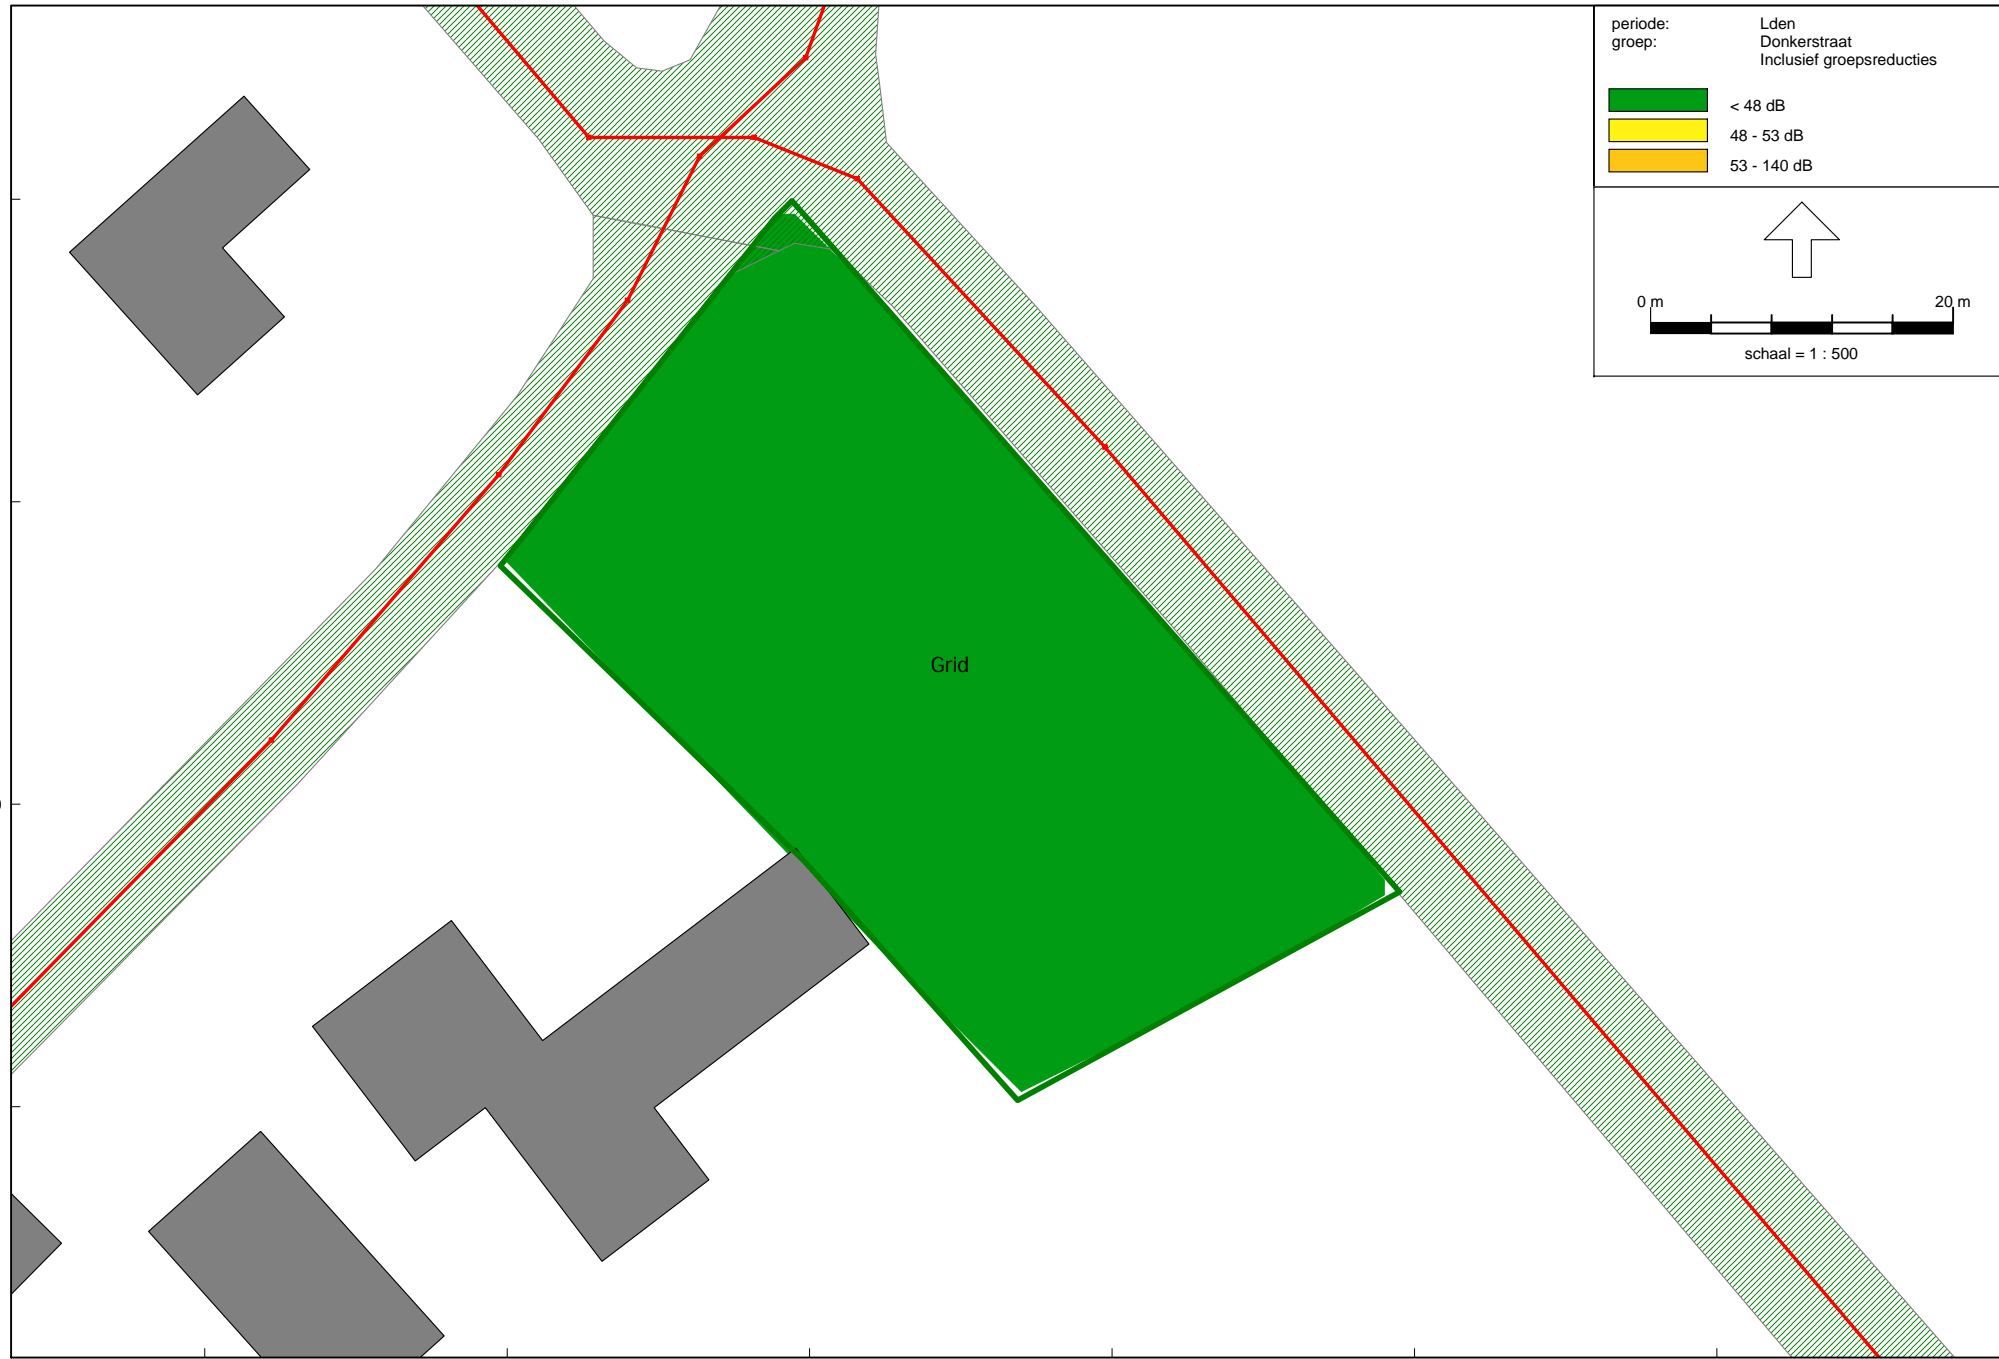 periode: Lden
groep: Donkerstraat
Inclusief groepsreducties
< 48 dB
48 - 53 dB
53 - 140 dB
0 m 20 m
schaal = 1 : 500
Grid